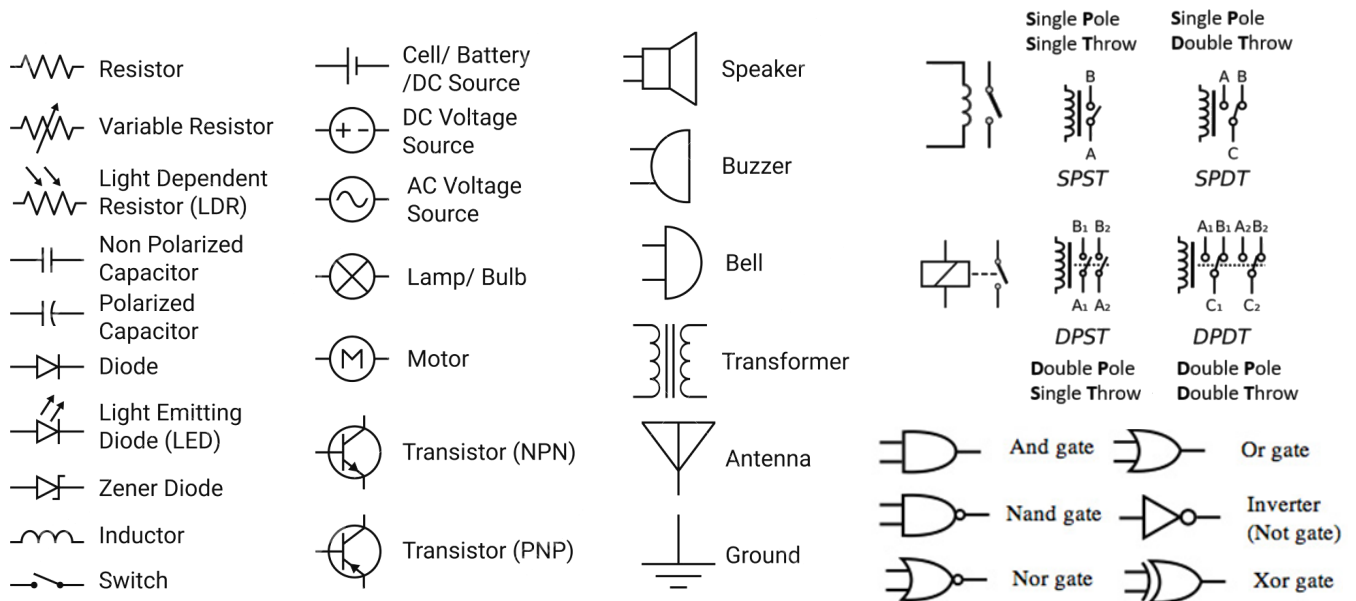 Resistor
Variable Resistor
Light Dependent
Resistor (LDR)
Non Polarized
Capacitor
Polarized
Capacitor
Diode
Light Emitting
Diode (LED)
Zener Diode
Inductor
Switch
Cell/ Battery
/DC Source
DC Voltage
Source
AC Voltage
Source
Lamp/ Bulb
M
Motor
Transistor (NPN)
Transistor (PNP)
Speaker
Buzzer
Bell
Transformer
Antenna
Ground
Single Pole
Single Throw
B
A
SPST
Single Pole
Double Throw
A B
C
SPDT
B₁ B₂
A₁ A₂
DPST
Double Pole
Single Throw
A₁B₁ A₂B₂
C₁ C₂
DPDT
Double Pole
Double Throw
And gate
Or gate
Nand gate
Inverter
(Not gate)
Nor gate
Xor gate